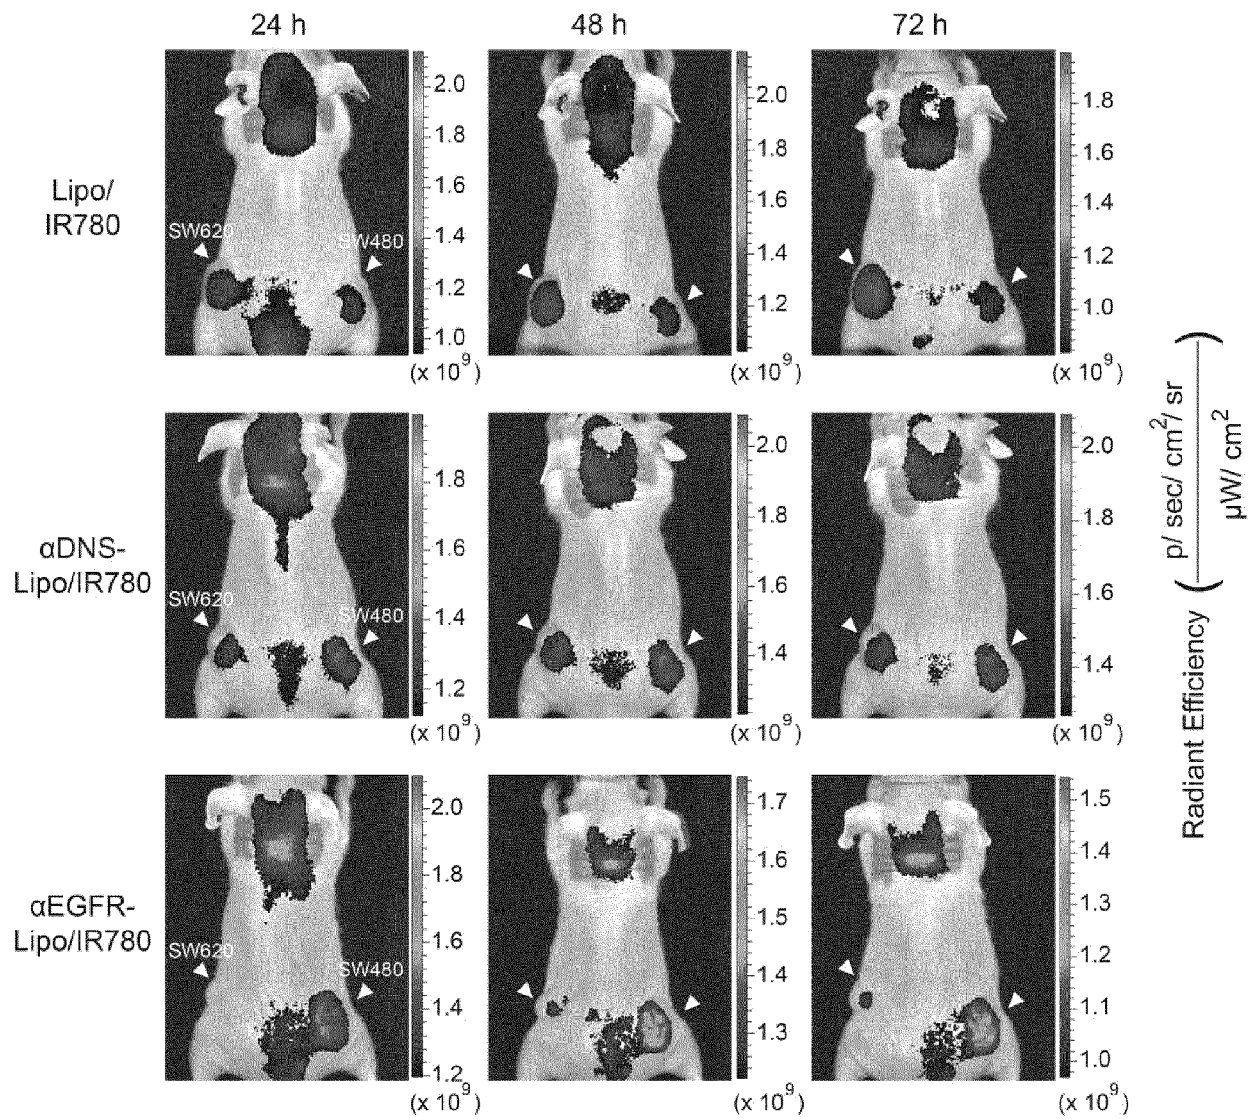 24 h
48 h
72 h
Lipo/
IR780
SW620
SW480
2.0
1.8
1.6
1.4
1.2
1.0
(x 10⁹)
2.0
1.8
1.6
1.4
1.2
(x 10⁹)
1.8
1.6
1.4
1.2
1.0
(x 10⁹)
αDNS-
Lipo/IR780
SW620
SW480
1.8
1.6
1.4
1.2
(x 10⁹)
2.0
1.8
1.6
1.4
(x 10⁹)
2.0
1.8
1.6
1.4
(x 10⁹)
αEGFR-
Lipo/IR780
SW620
SW480
2.0
1.8
1.6
1.4
1.2
(x 10⁹)
1.7
1.6
1.5
1.4
1.3
(x 10⁹)
1.5
1.4
1.3
1.2
1.1
1.0
(x 10⁹)
Radiant Efficiency
(
p/ sec/ cm²/ sr
µW/ cm²
)